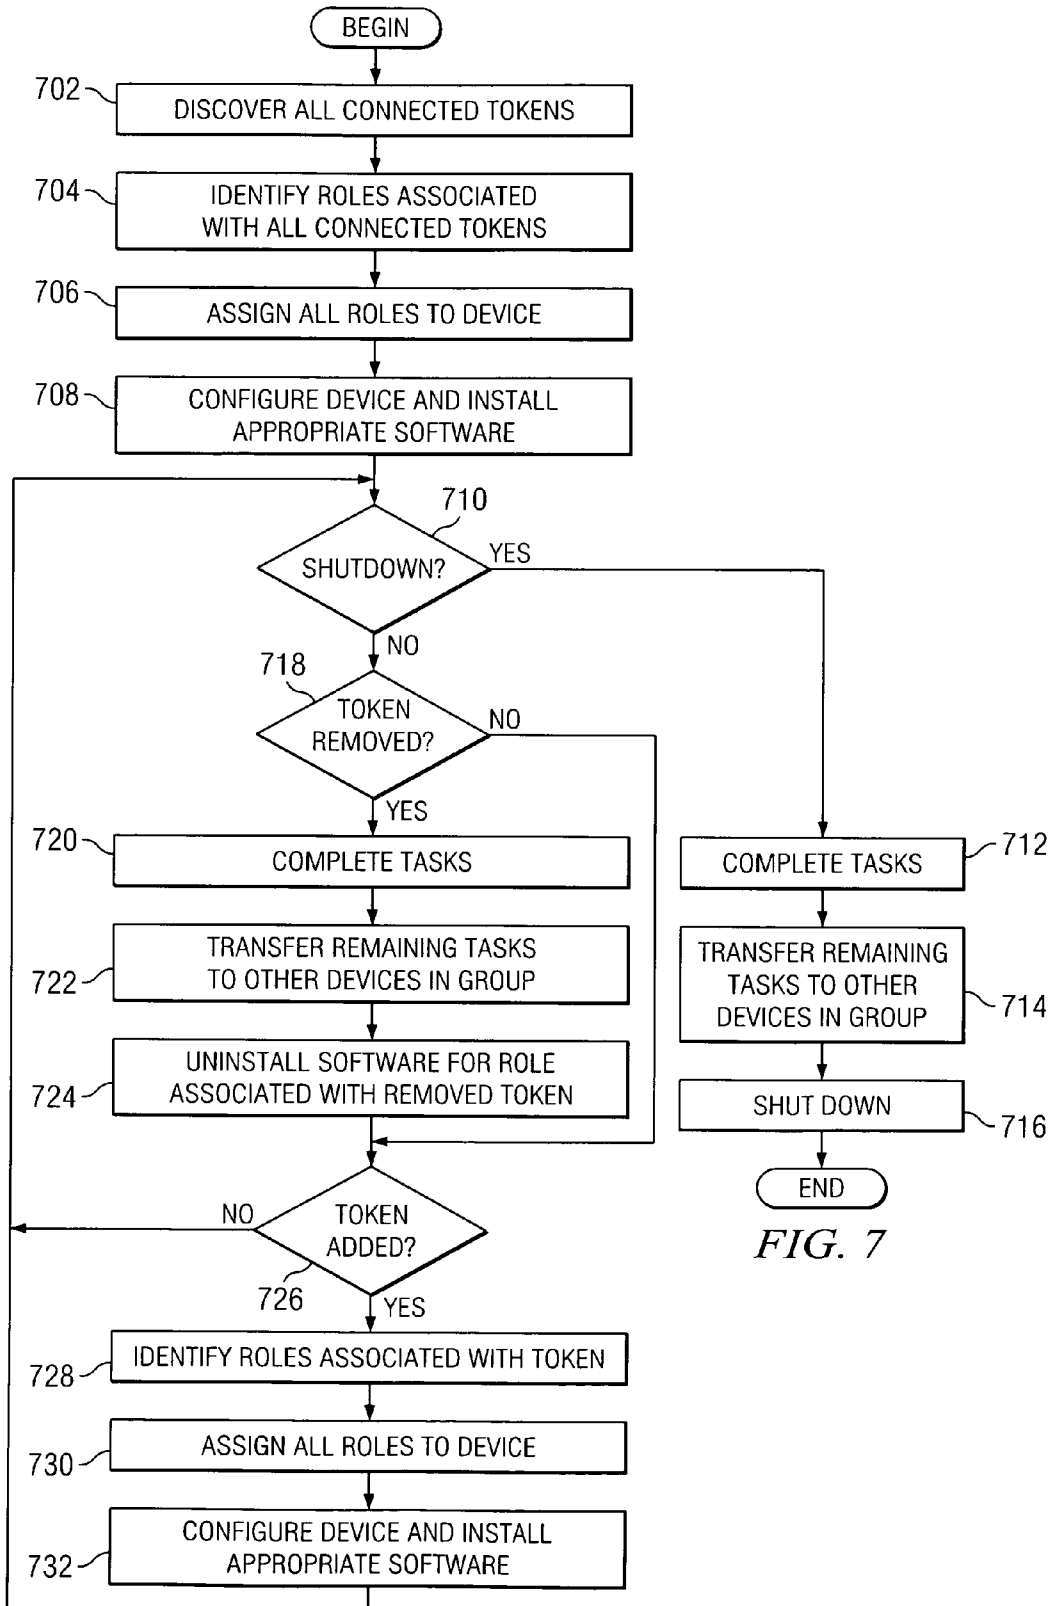 BEGIN
702
DISCOVER ALL CONNECTED TOKENS
704
IDENTIFY ROLES ASSOCIATED
WITH ALL CONNECTED TOKENS
706
ASSIGN ALL ROLES TO DEVICE
708
CONFIGURE DEVICE AND INSTALL
APPROPRIATE SOFTWARE
710
SHUTDOWN?
YES
NO
718
TOKEN
REMOVED?
NO
YES
720
COMPLETE TASKS
722
TRANSFER REMAINING TASKS
TO OTHER DEVICES IN GROUP
724
UNINSTALL SOFTWARE FOR ROLE
ASSOCIATED WITH REMOVED TOKEN
712
COMPLETE TASKS
TRANSFER REMAINING
TASKS TO OTHER
DEVICES IN GROUP
714
SHUT DOWN
716
END
FIG. 7
NO
TOKEN
ADDED?
726
YES
728
IDENTIFY ROLES ASSOCIATED WITH TOKEN
730
ASSIGN ALL ROLES TO DEVICE
732
CONFIGURE DEVICE AND INSTALL
APPROPRIATE SOFTWARE